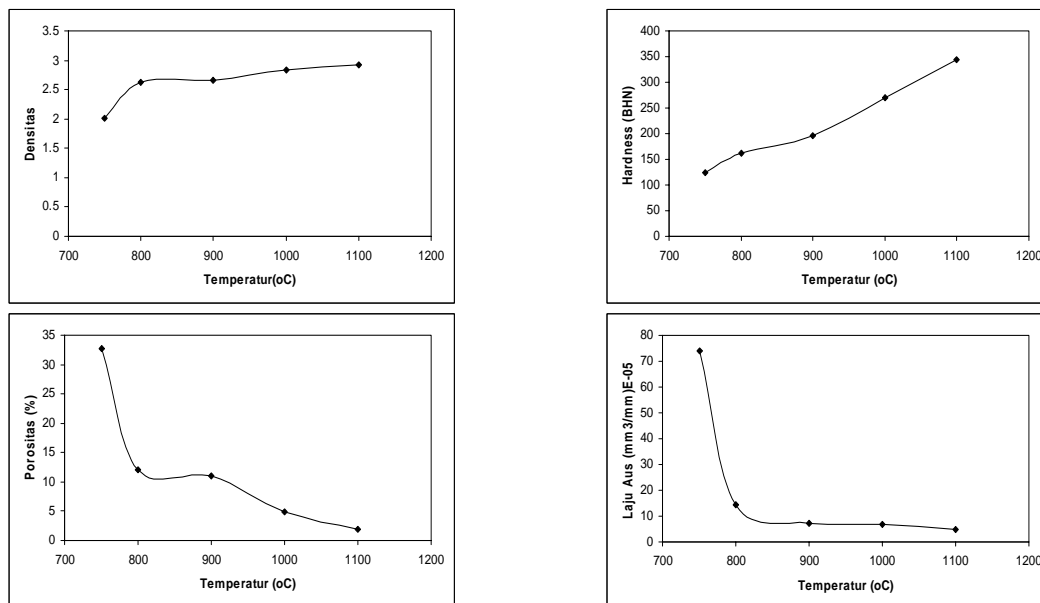 3.5
3
2.5
2
1.5
1
0.5
0
700 800 900 1000 1100 1200
Temperatur(oC)
Densitas
400
350
300
250
200
150
100
50
0
700 800 900 1000 1100 1200
Temperatur (oC)
Hardness (BHN)
35
30
25
20
15
10
5
0
700 800 900 1000 1100 1200
Temperatur (oC)
Porositas (%)
80
70
60
50
40
30
20
10
0
700 800 900 1000 1100 1200
Temperatur (oC)
Laju Aus (mm3/mm)E-05